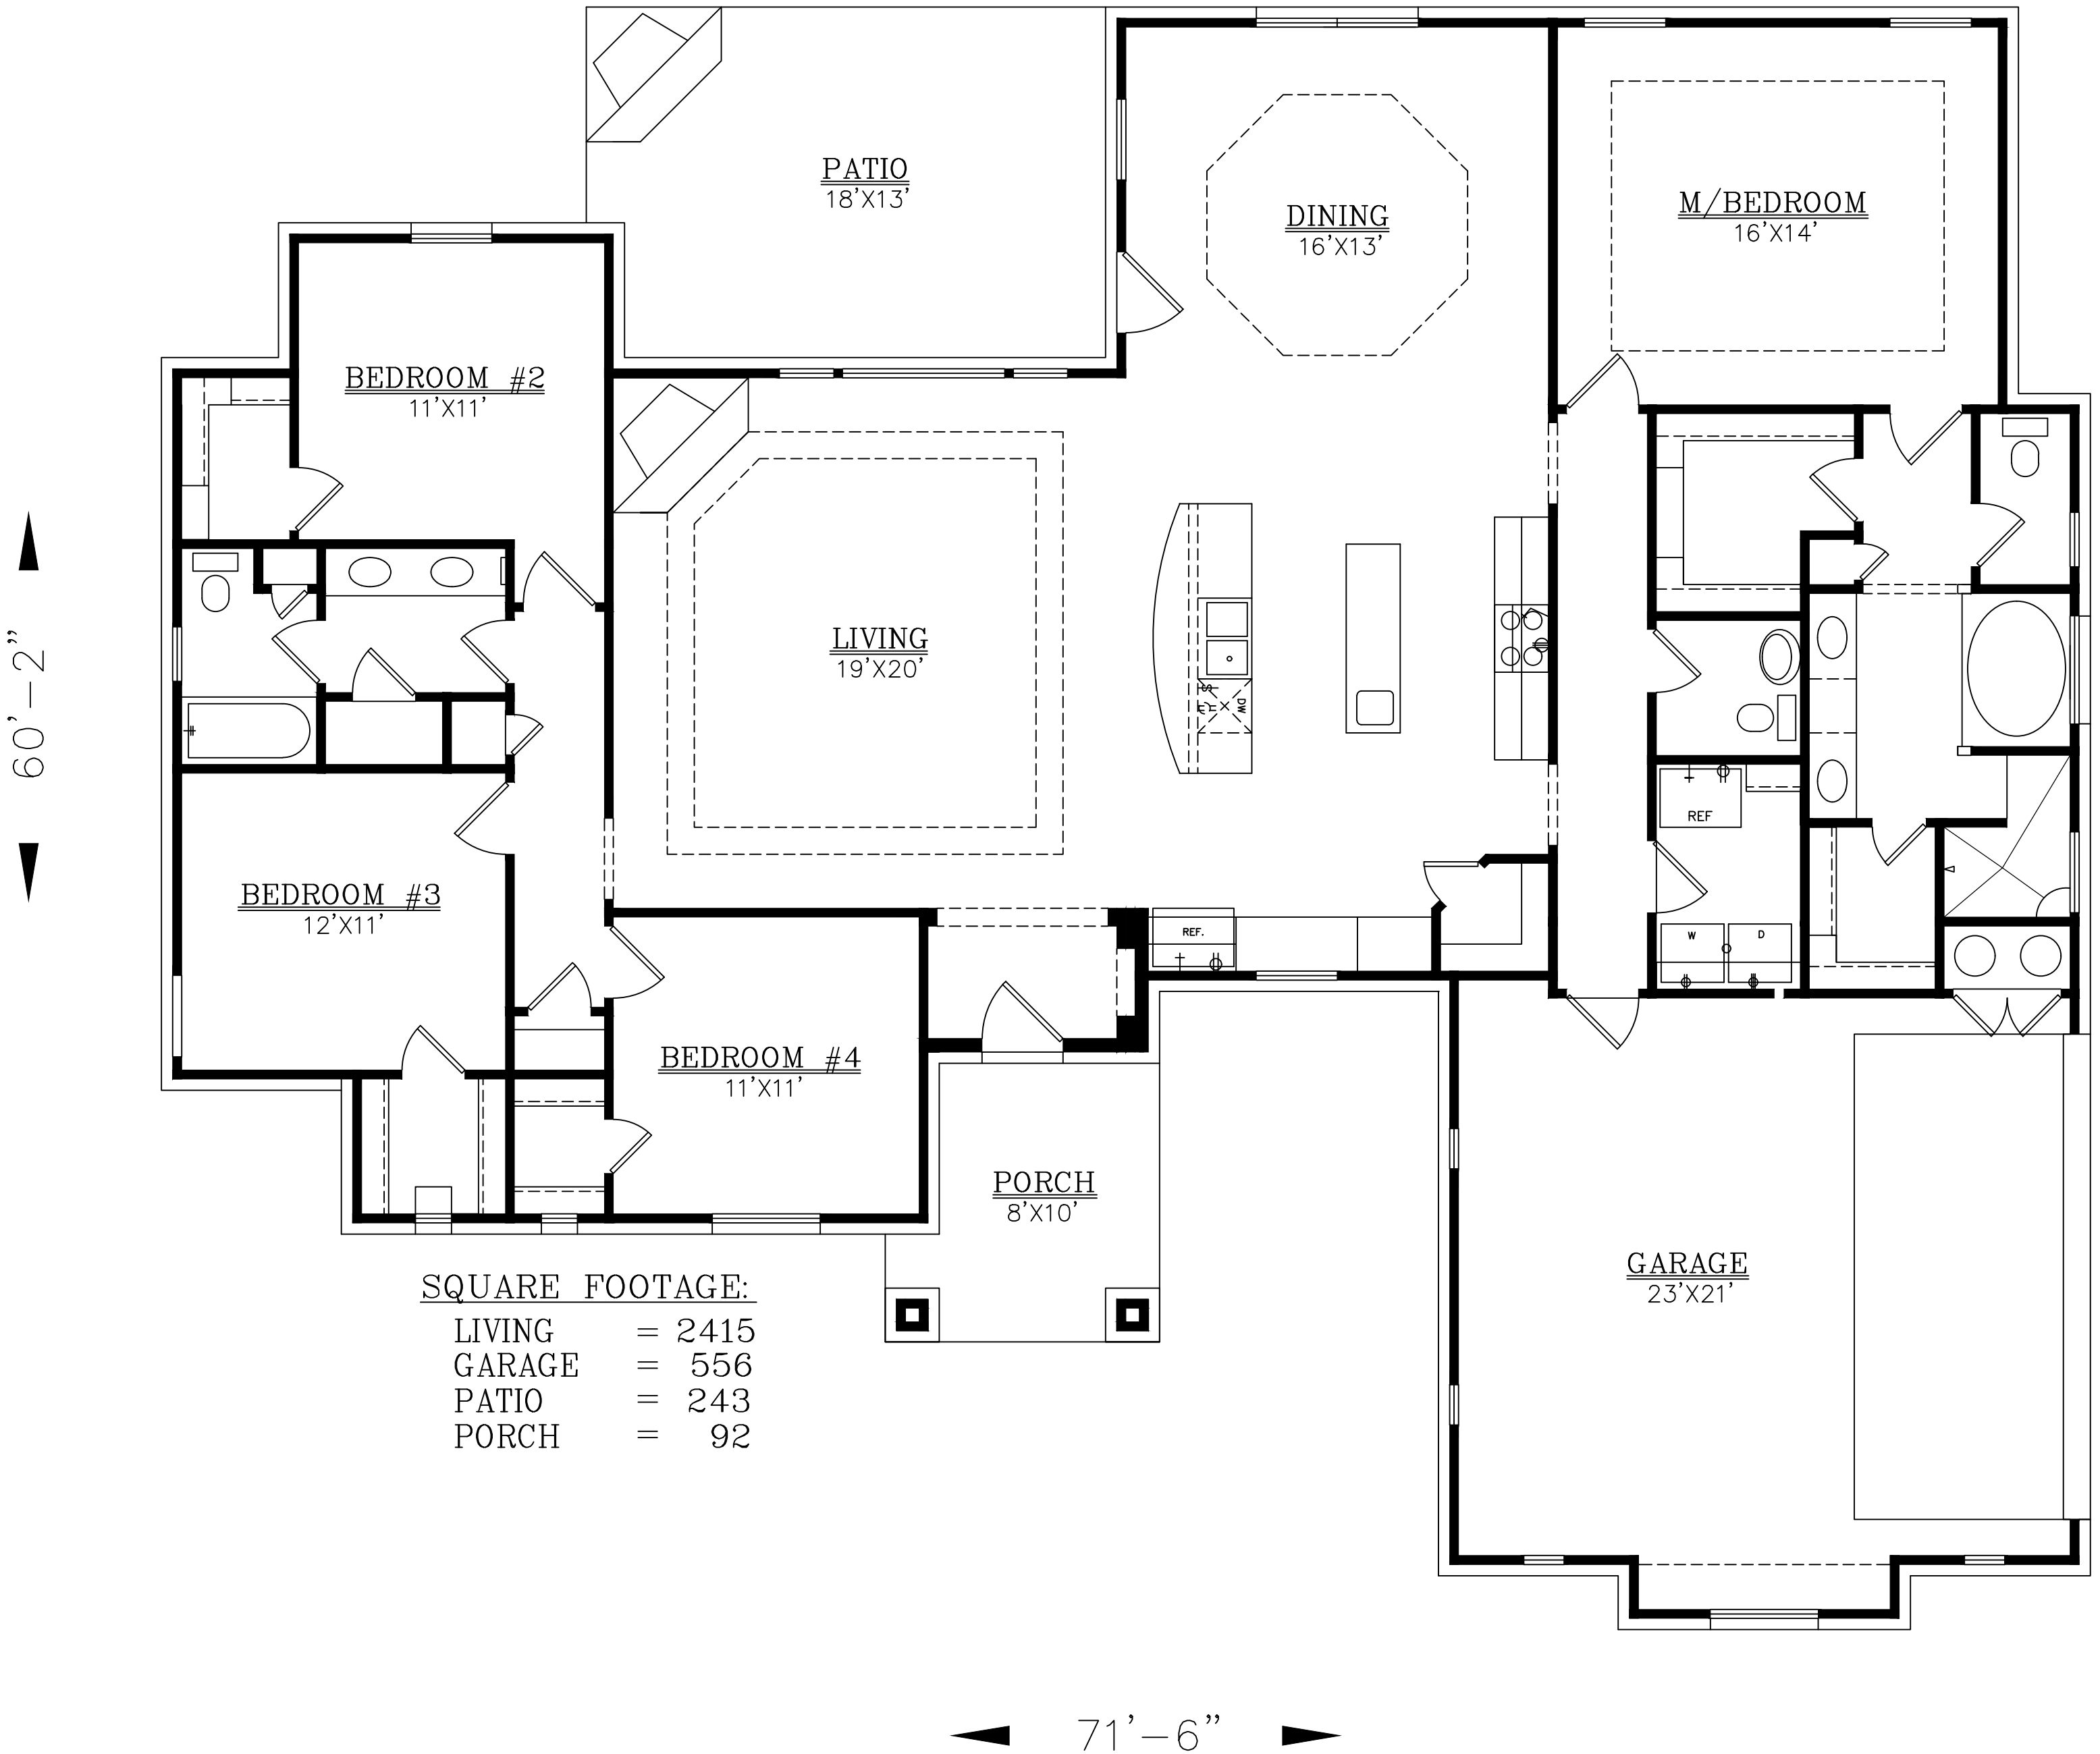 PATIO
18'X13'
DINING
16'X13'
M/BEDROOM
16'X14'
BEDROOM #2
11'X11'
LIVING
19'X20'
DW
REF
BEDROOM #3
12'X11'
REF.
W
D
BEDROOM #4
11'X11'
PORCH
8'X10'
GARAGE
23'X21'
SQUARE FOOTAGE:
LIVING = 2415
GARAGE = 556
PATIO = 243
PORCH = 92
60'-2"
71'-6"